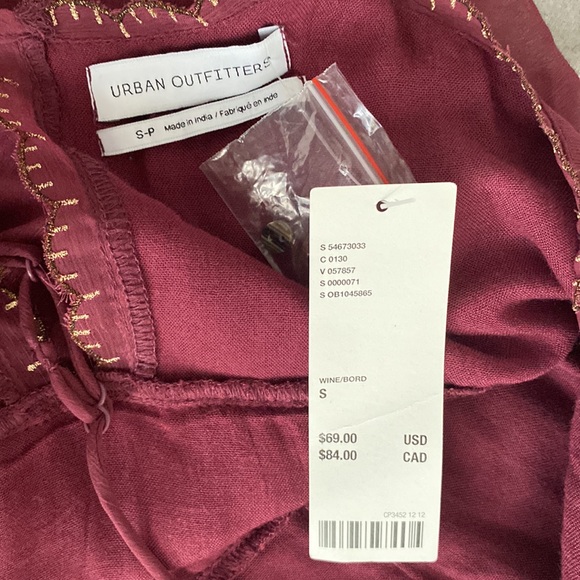 URBAN OUTFITTERS
S-P Made in India / Fabriqué en Inde
S 54673033
C 0130
V 057857
S 0000071
S OB1045865
WINE/BORD
S
$69.00 USD
$84.00 CAD
CP3452 12 12